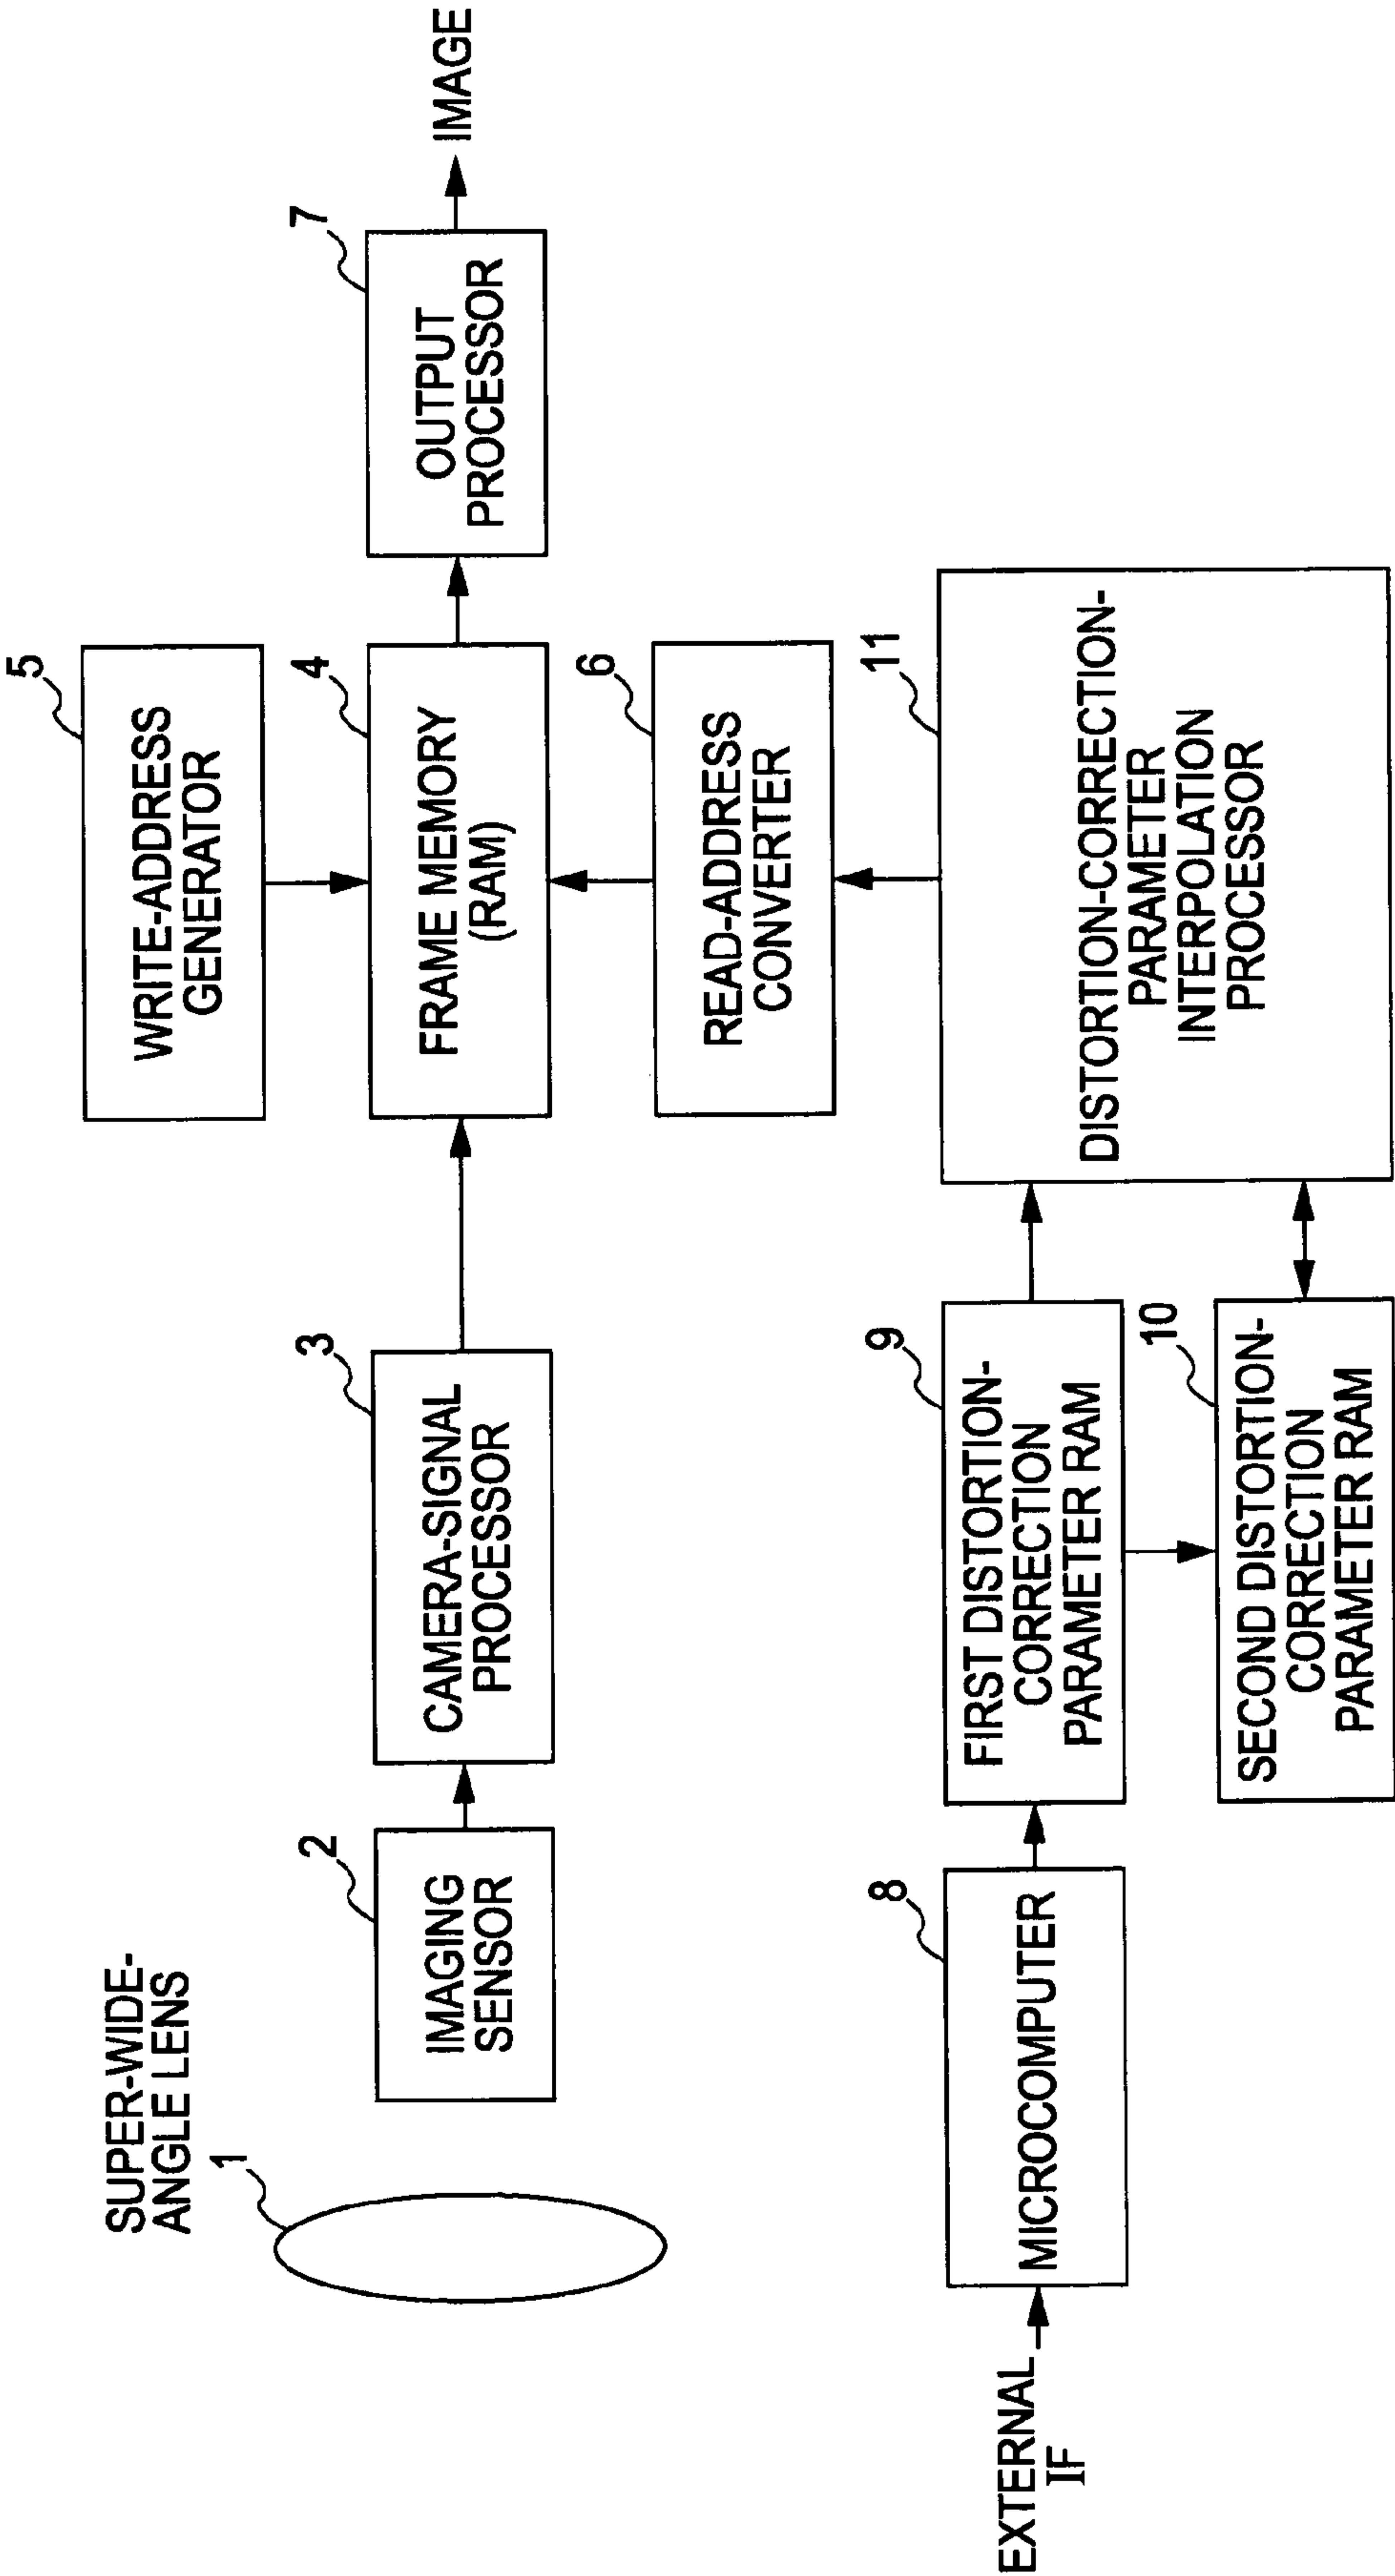 SUPER-WIDE-
ANGLE LENS
1
2
IMAGING
SENSOR
3
CAMERA-SIGNAL
PROCESSOR
5
WRITE-ADDRESS
GENERATOR
4
FRAME MEMORY
(RAM)
6
READ-ADDRESS
CONVERTER
7
OUTPUT
PROCESSOR
IMAGE
EXTERNAL
IF
8
MICROCOMPUTER
9
FIRST DISTORTION-
CORRECTION
PARAMETER RAM
10
SECOND DISTORTION-
CORRECTION
PARAMETER RAM
11
DISTORTION-CORRECTION-
PARAMETER
INTERPOLATION
PROCESSOR